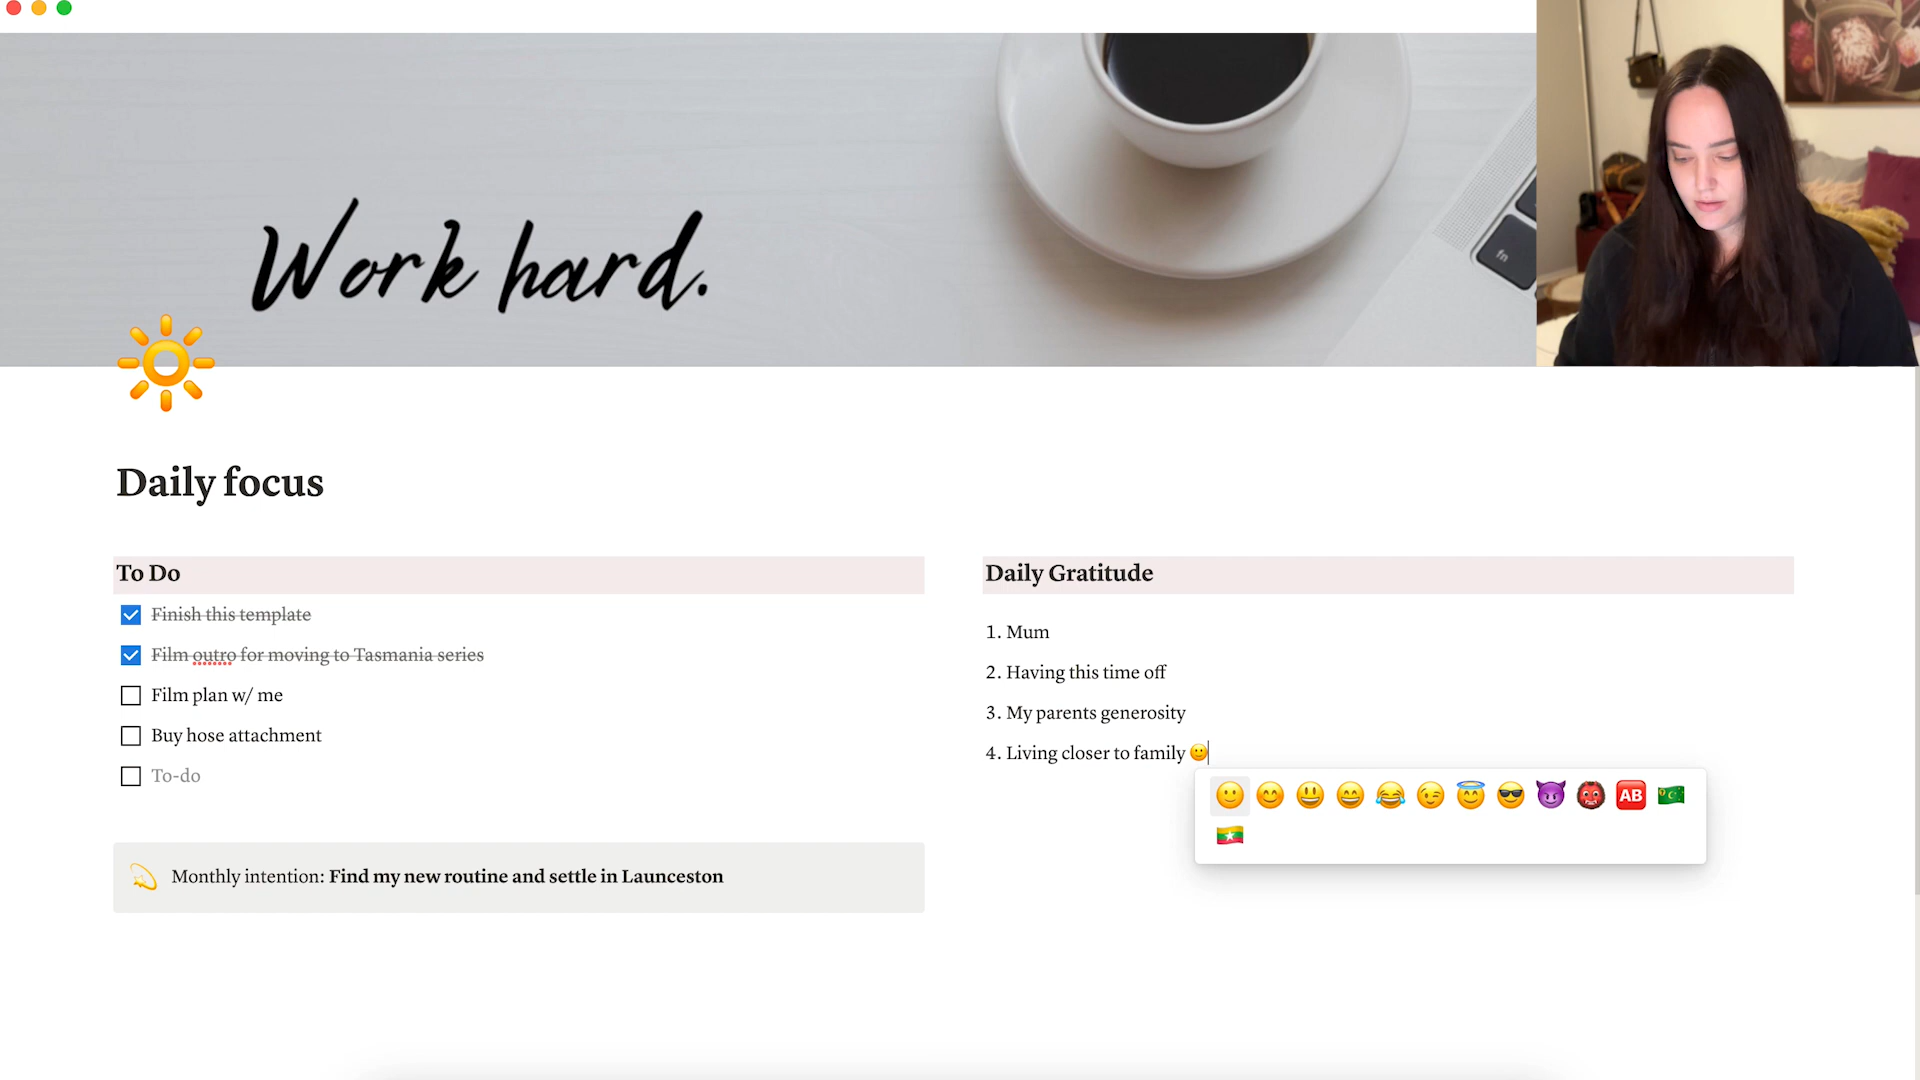 Work hard.
fn
Daily focus
To Do
Finish this template
Film outro for moving to Tasmania series
Film plan w/ me
Buy hose attachment
To-do
Monthly intention: Find my new routine and settle in Launceston
Daily Gratitude
1. Mum
2. Having this time off
3. My parents generosity
4. Living closer to family 🙂
AB